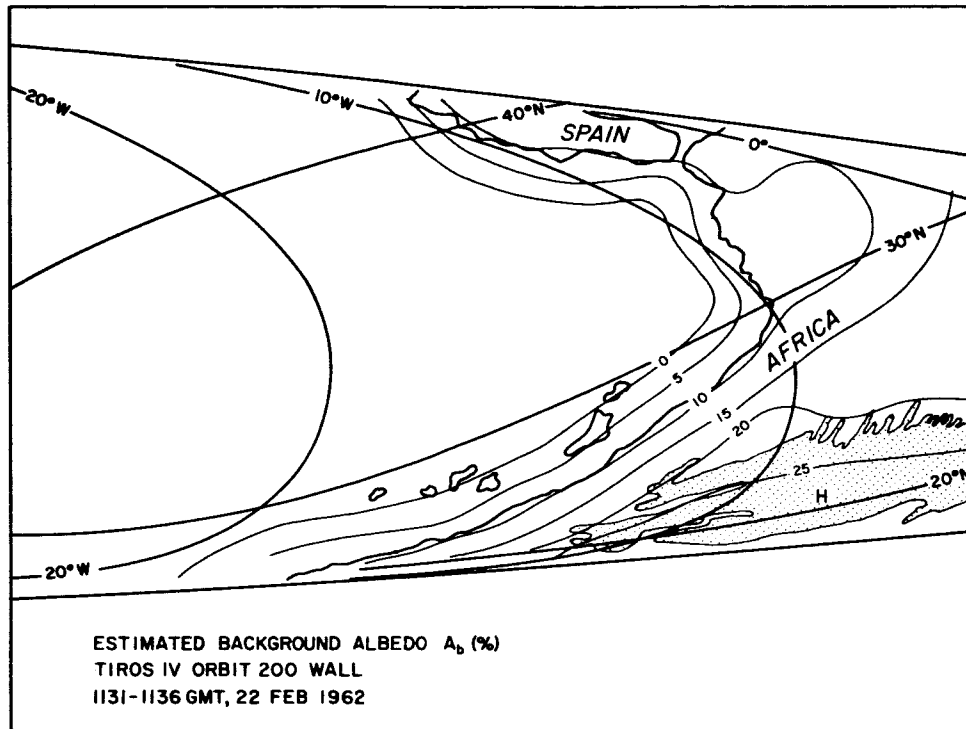 20°W
10°W
40°N
SPAIN
0°
30°N
AFRICA
0
5
10
15
20
25
H
20°N
20°W
ESTIMATED BACKGROUND ALBEDO Ab (%)
TIROS IV ORBIT 200 WALL
1131-1136 GMT, 22 FEB 1962